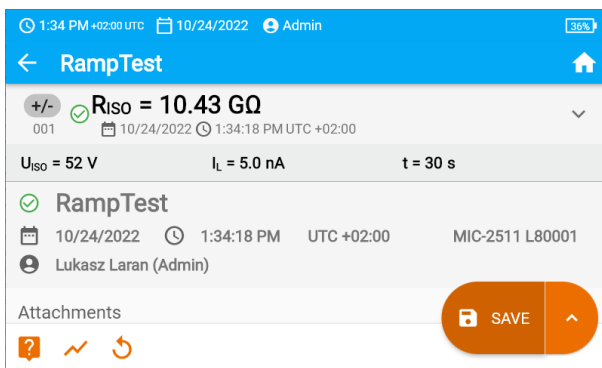 1:34 PM +02:00 UTC 10/24/2022 Admin 36%
RampTest
+/- RISO = 10.43 GΩ
001 10/24/2022 1:34:18 PM UTC +02:00
UISO = 52 V IL = 5.0 nA t = 30 s
RampTest
10/24/2022 1:34:18 PM UTC +02:00 MIC-2511 L80001
Lukasz Laran (Admin)
Attachments
SAVE
?